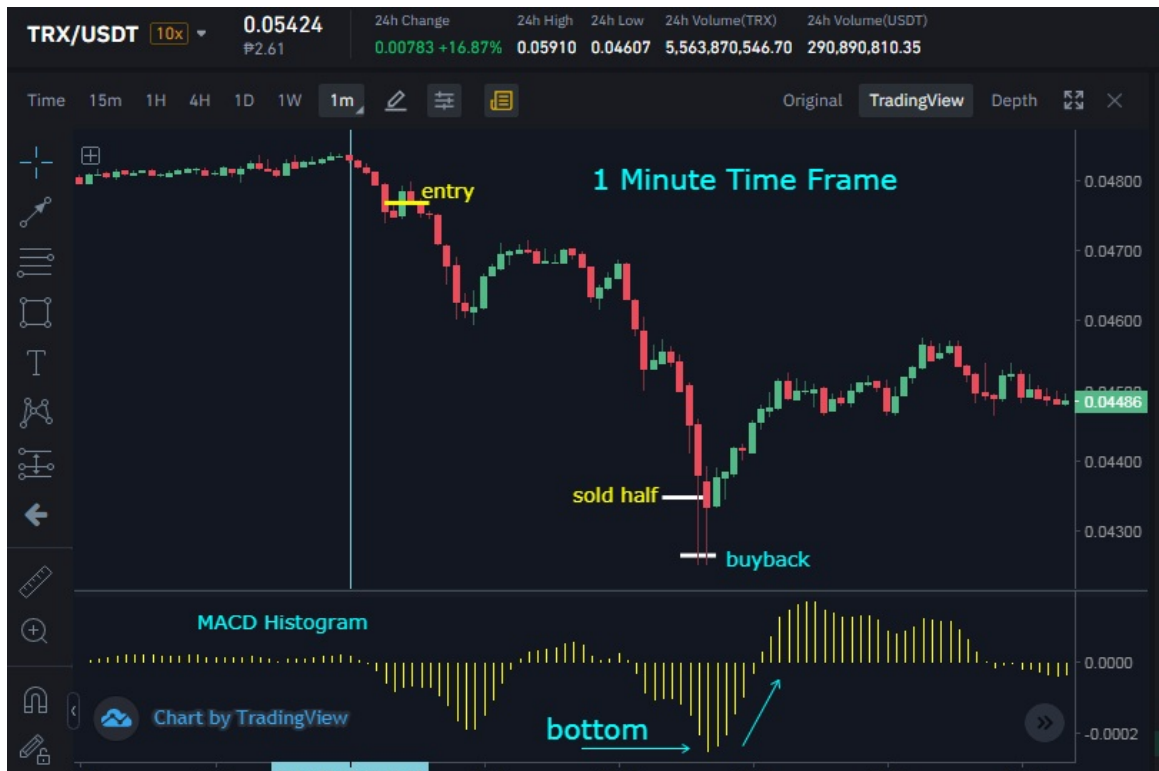 TRX/USDT 10x 0.05424 24h Change 24h High 24h Low 24h Volume(TRX) 24h Volume(USDT)
₱2.61 0.00783 +16.87% 0.05910 0.04607 5,563,870,546.70 290,890,810.35
Time 15m 1H 4H 1D 1W 1m Original TradingView Depth
1 Minute Time Frame
entry
0.04800
0.04700
0.04600
0.04486
0.04400
sold half
0.04300
buyback
MACD Histogram
0.0000
Chart by TradingView
bottom
-0.0002